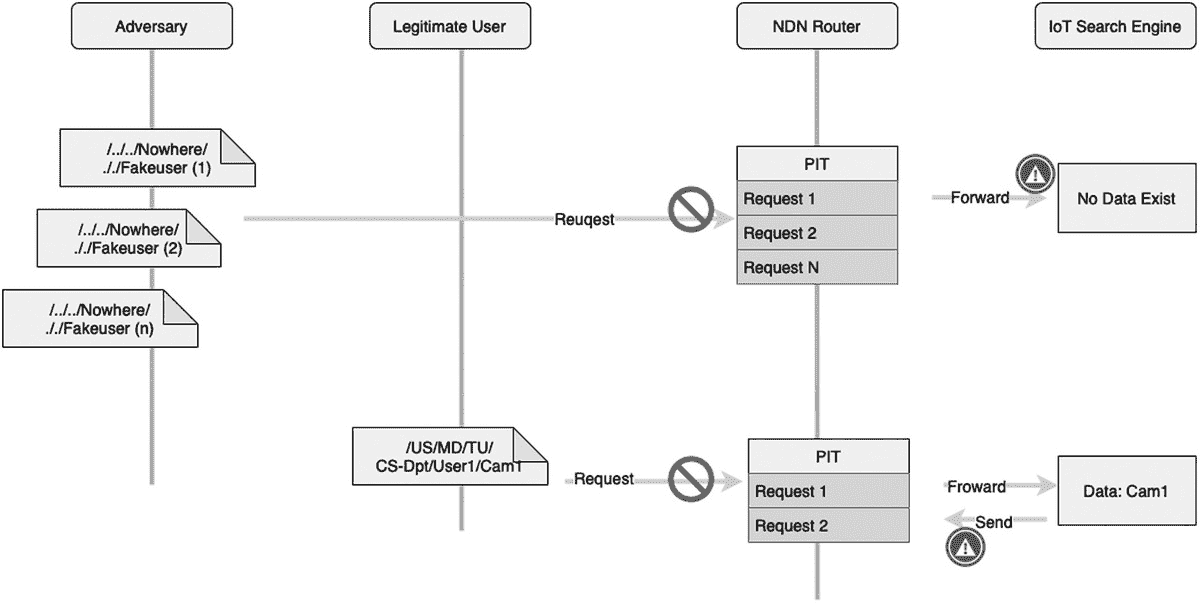 Adversary
Legitimate User
NDN Router
IoT Search Engine
/../../Nowhere/
././Fakeuser (1)
/../../Nowhere/
././Fakeuser (2)
/../../Nowhere/
././Fakeuser (n)
Reuqest
PIT
Request 1
Request 2
Request N
Forward
No Data Exist
/US/MD/TU/
CS-Dpt/User1/Cam1
Request
PIT
Request 1
Request 2
Froward
Send
Data: Cam1